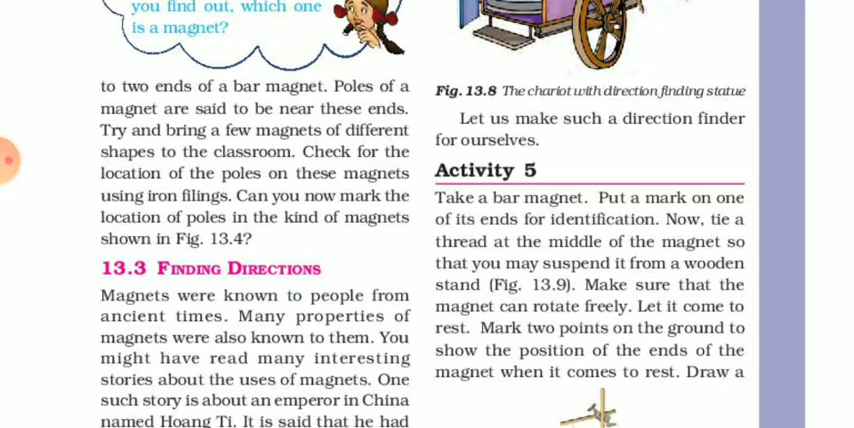 you find out, which one
is a magnet?
to two ends of a bar magnet. Poles of a
magnet are said to be near these ends.
Try and bring a few magnets of different
shapes to the classroom. Check for the
location of the poles on these magnets
using iron filings. Can you now mark the
location of poles in the kind of magnets
shown in Fig. 13.4?
13.3 FINDING DIRECTIONS
Magnets were known to people from
ancient times. Many properties of
magnets were also known to them. You
might have read many interesting
stories about the uses of magnets. One
such story is about an emperor in China
named Hoang Ti. It is said that he had
Fig. 13.8 The chariot with direction finding statue
Let us make such a direction finder
for ourselves.
Activity 5
Take a bar magnet. Put a mark on one
of its ends for identification. Now, tie a
thread at the middle of the magnet so
that you may suspend it from a wooden
stand (Fig. 13.9). Make sure that the
magnet can rotate freely. Let it come to
rest. Mark two points on the ground to
show the position of the ends of the
magnet when it comes to rest. Draw a